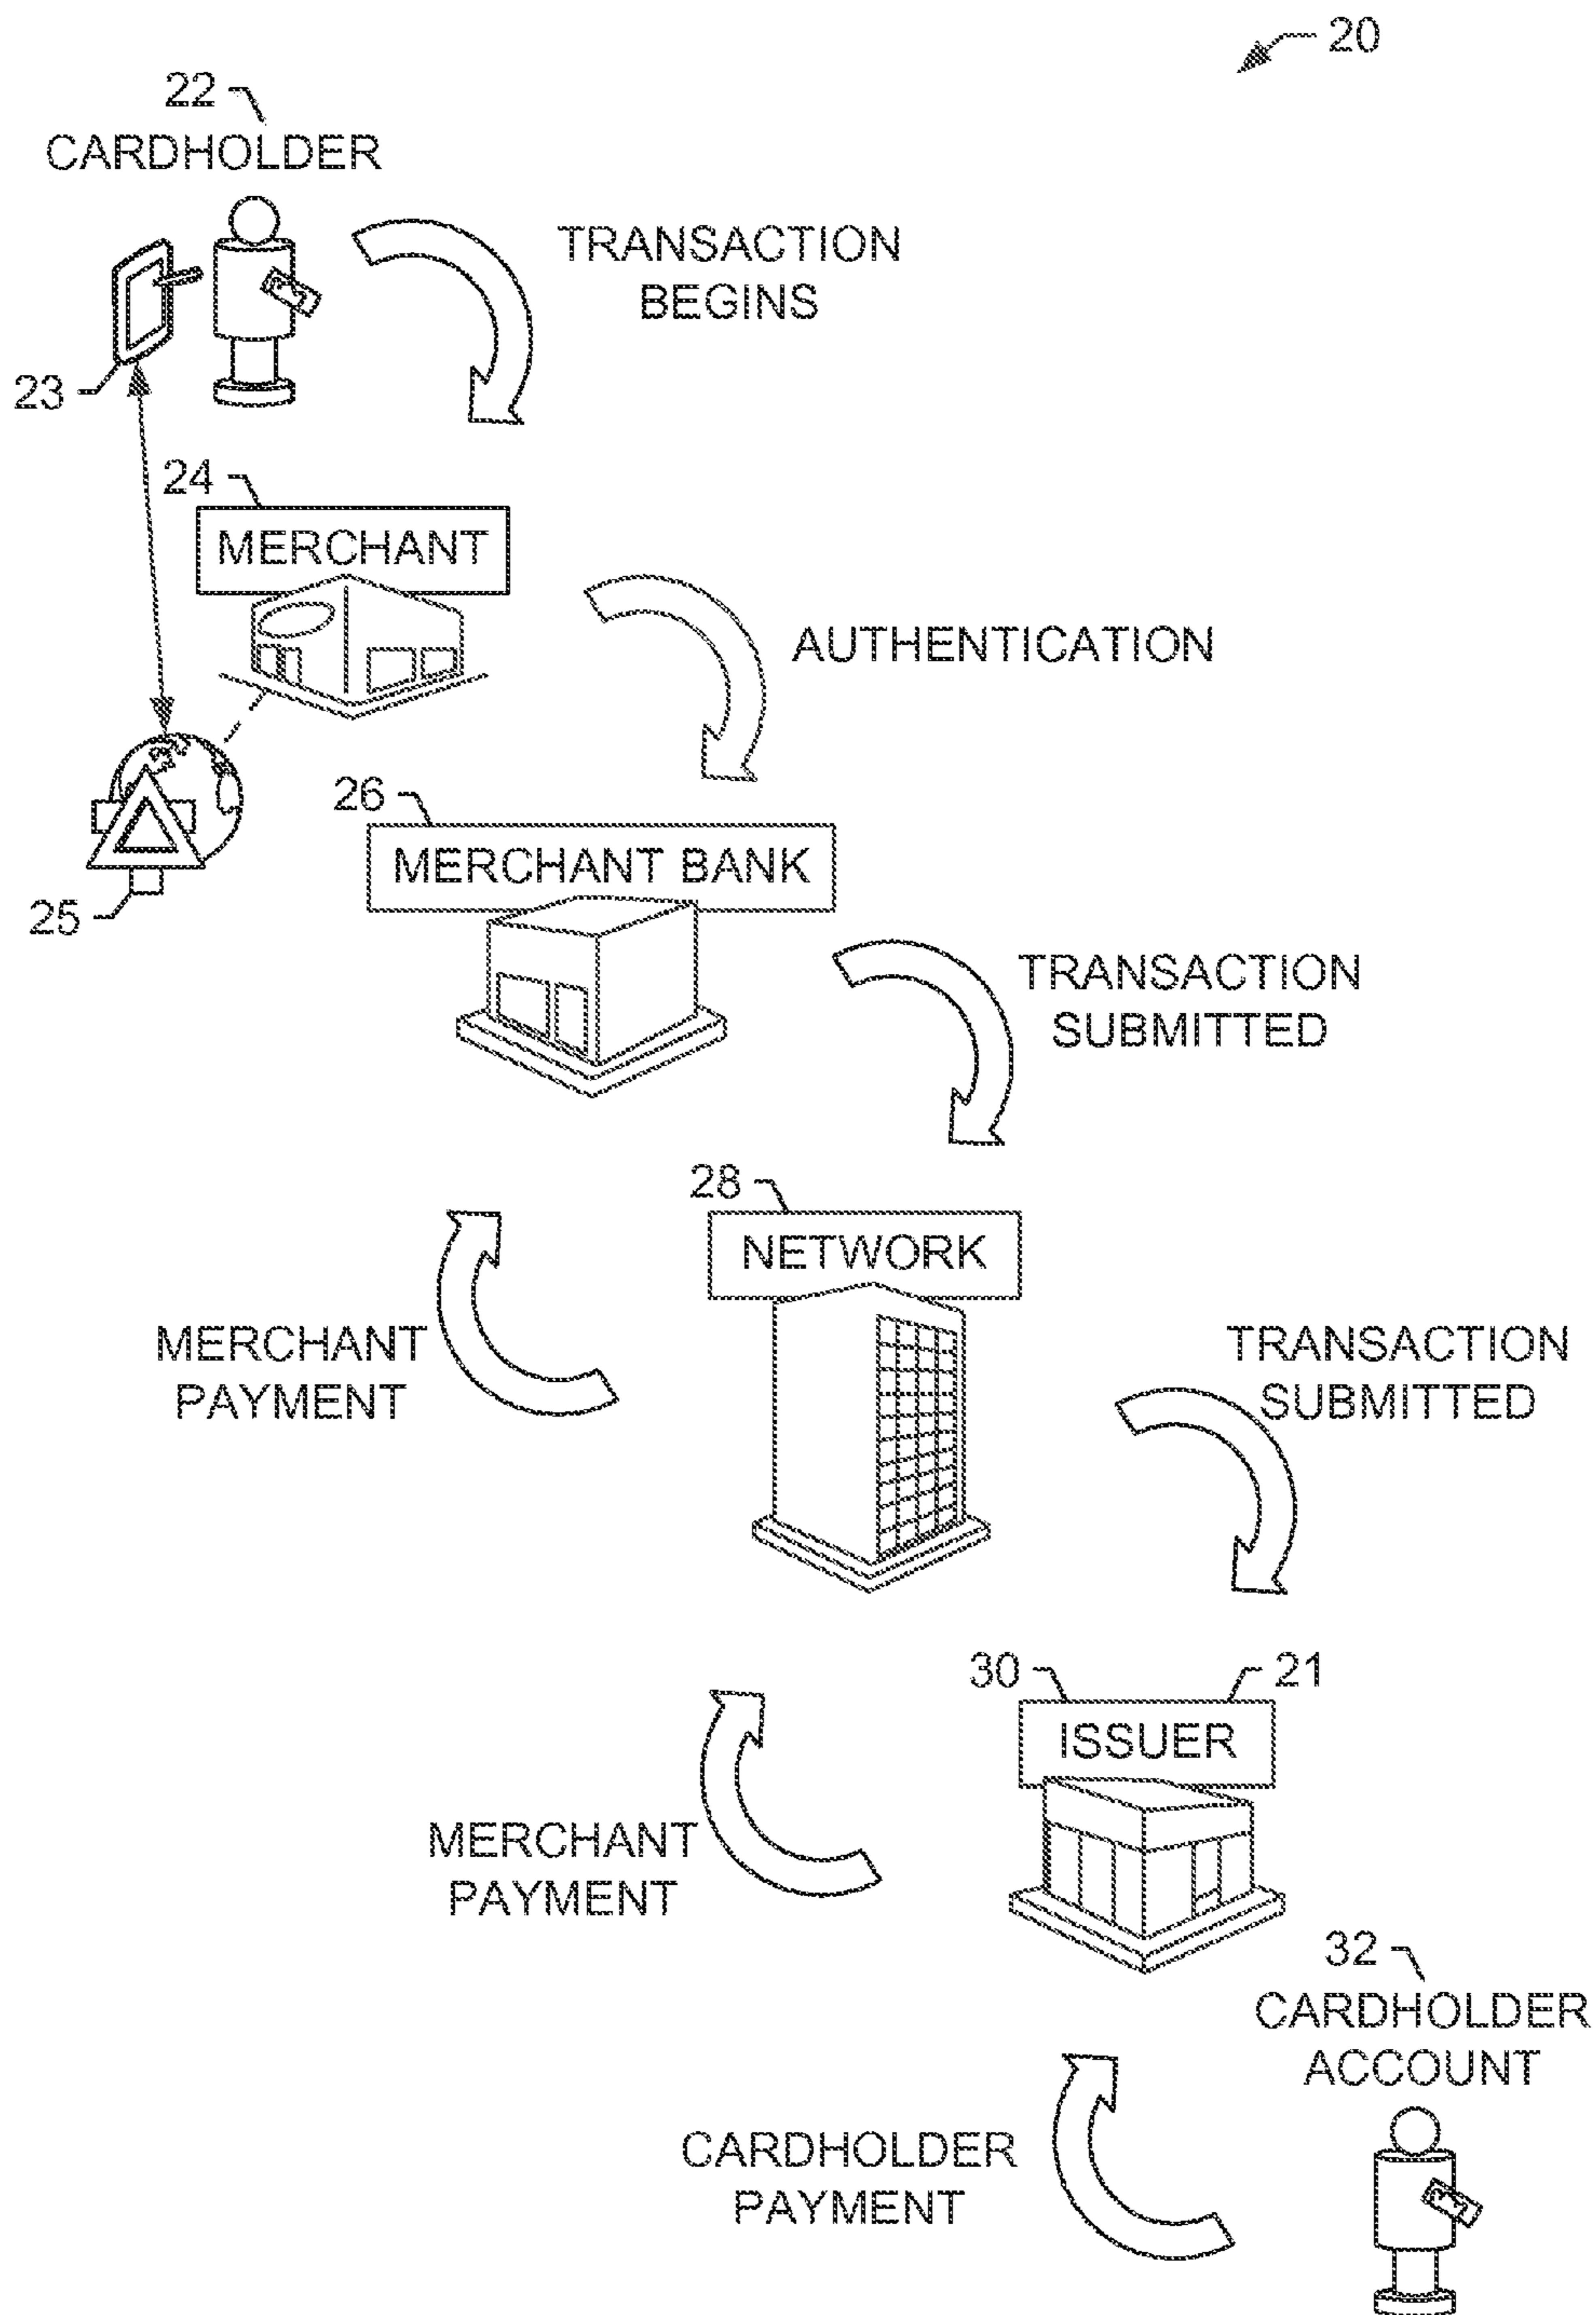 20
22
CARDHOLDER
TRANSACTION
BEGINS
23
24
MERCHANT
AUTHENTICATION
25
26
MERCHANT BANK
TRANSACTION
SUBMITTED
28
NETWORK
MERCHANT
PAYMENT
TRANSACTION
SUBMITTED
30
21
ISSUER
MERCHANT
PAYMENT
32
CARDHOLDER
ACCOUNT
CARDHOLDER
PAYMENT